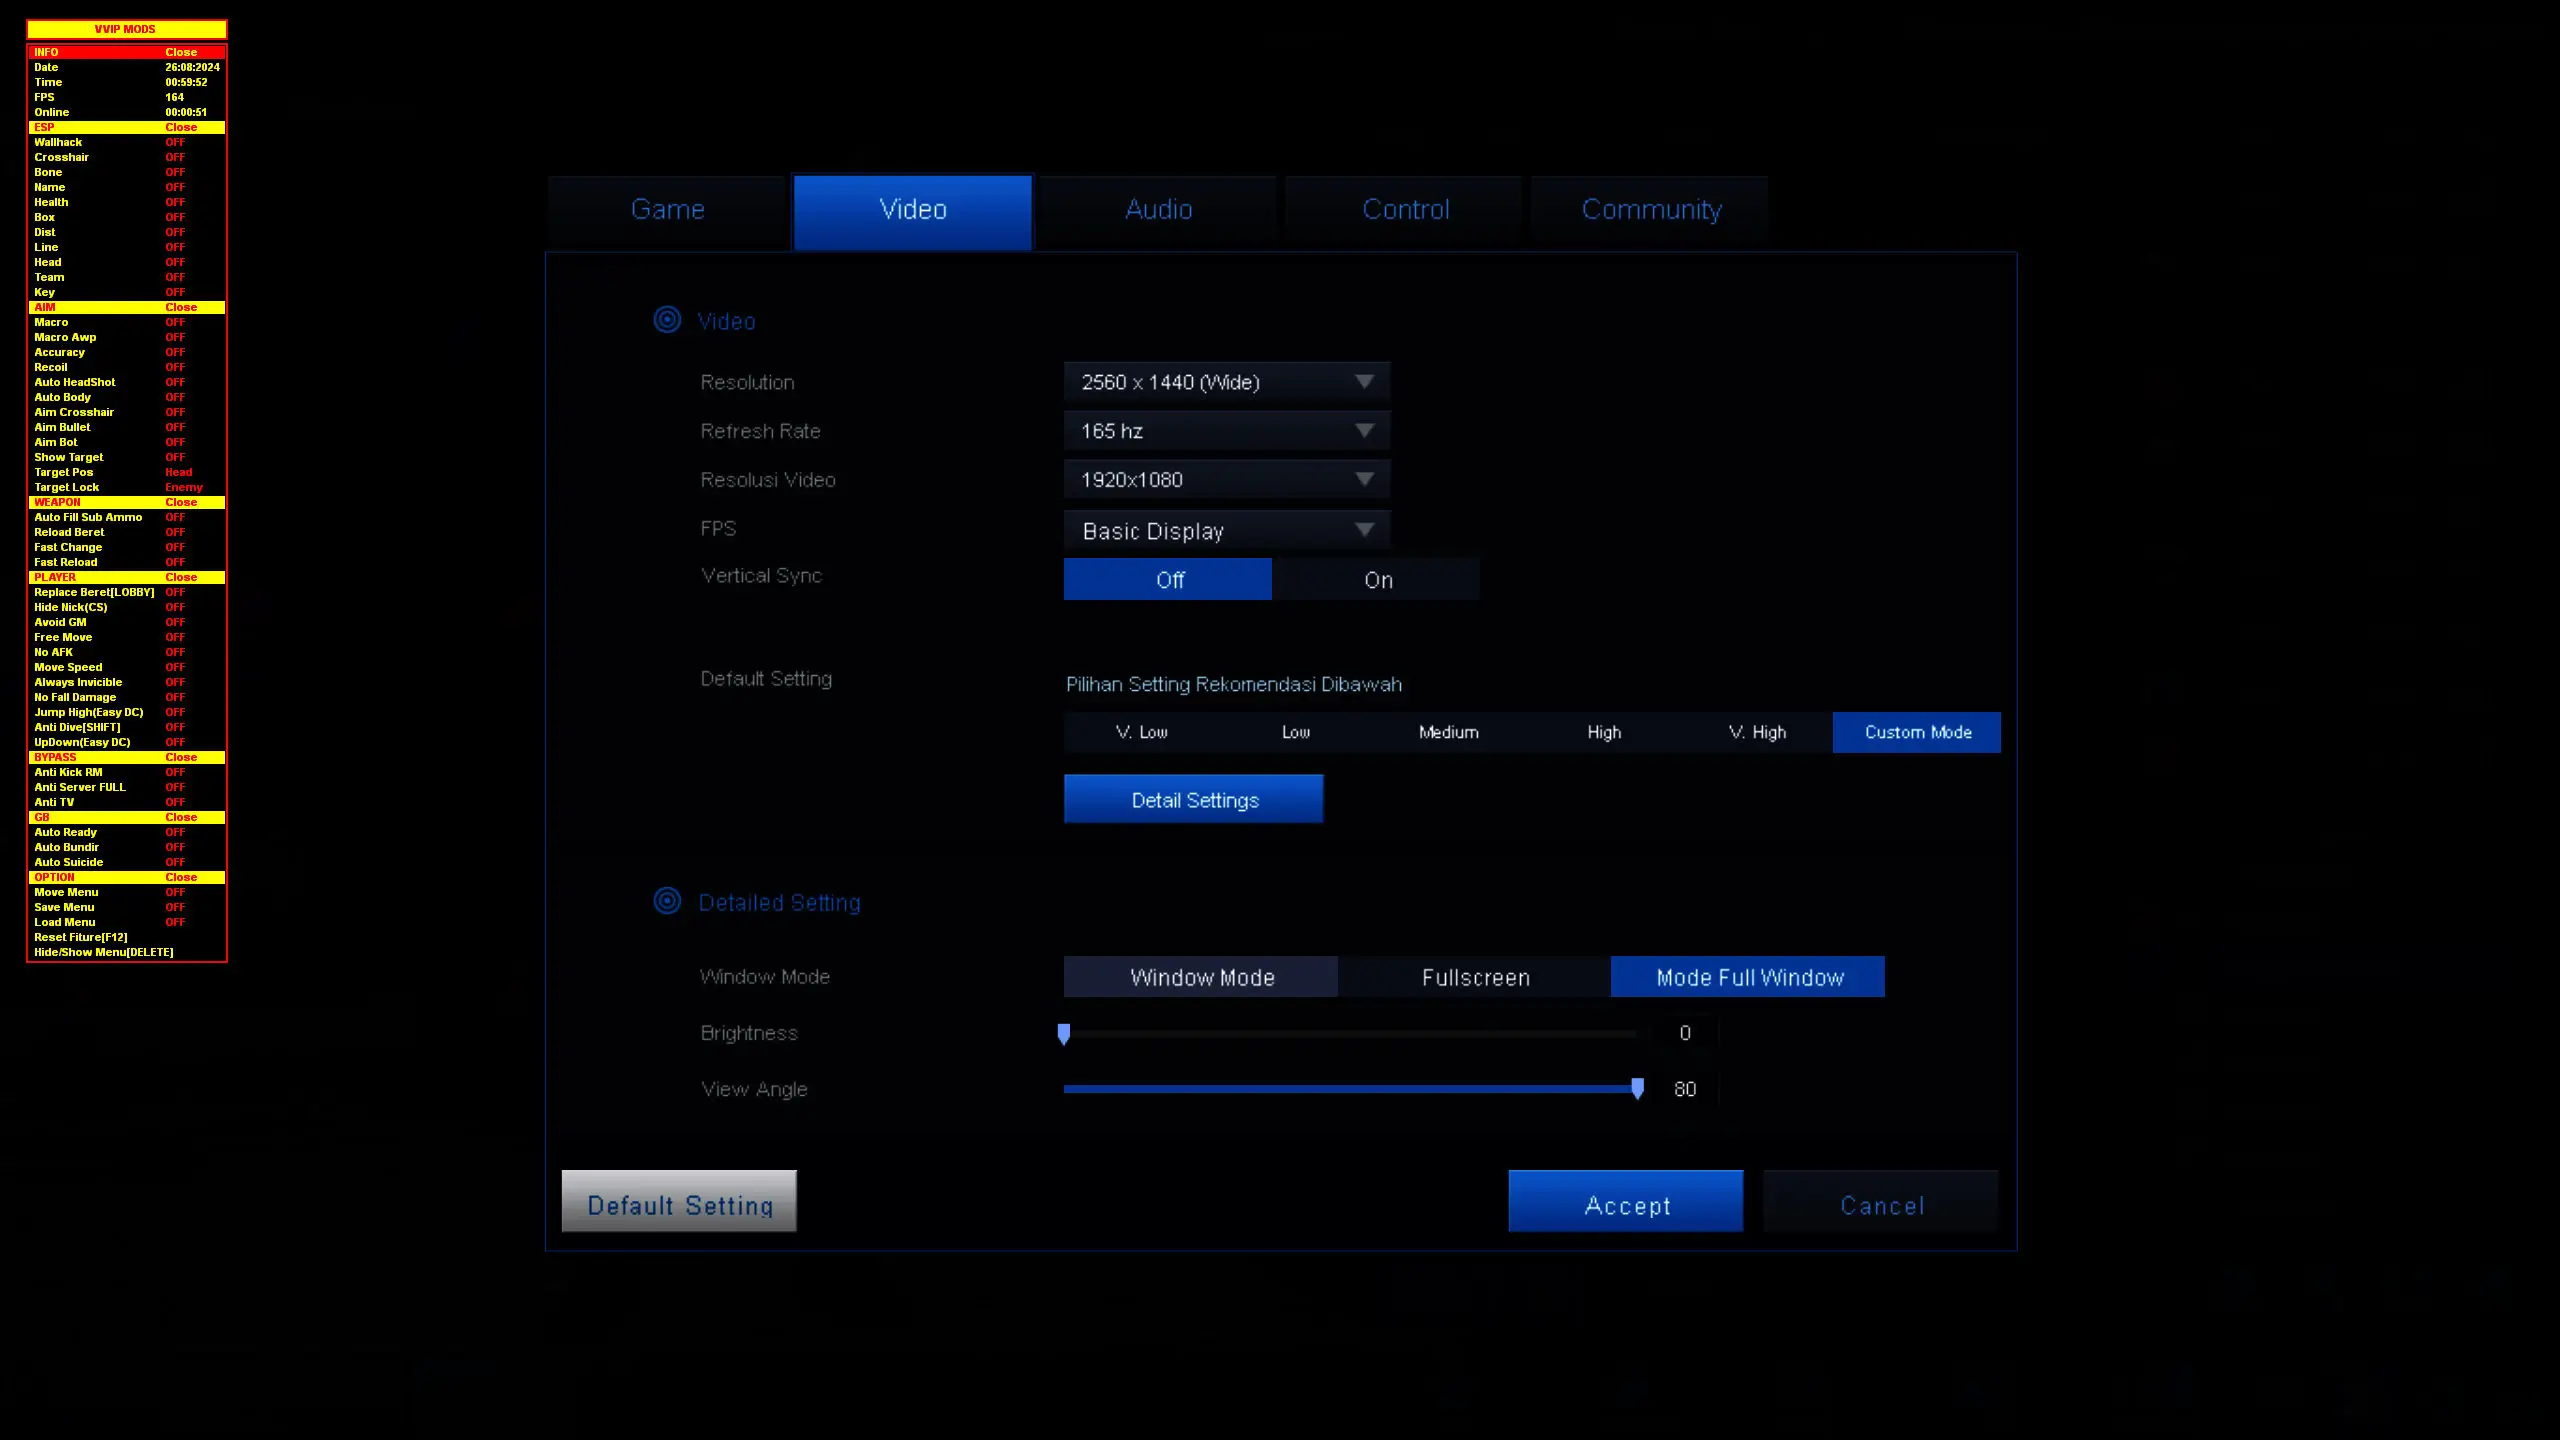 VVIP MODS
INFO Close
Date 26:08:2024
Time 00:59:52
FPS 164
Online 00:00:51
ESP Close
Wallhack OFF
Crosshair OFF
Bone OFF
Name OFF
Health OFF
Box OFF
Dist OFF
Line OFF
Head OFF
Team OFF
Key OFF
AIM Close
Macro OFF
Macro Awp OFF
Accuracy OFF
Recoil OFF
Auto HeadShot OFF
Auto Body OFF
Aim Crosshair OFF
Aim Bullet OFF
Aim Bot OFF
Show Target OFF
Target Pos Head
Target Lock Enemy
WEAPON Close
Auto Fill Sub Ammo OFF
Reload Beret OFF
Fast Change OFF
Fast Reload OFF
PLAYER Close
Replace Beret[LOBBY] OFF
Hide Nick(CS) OFF
Avoid GM OFF
Free Move OFF
No AFK OFF
Move Speed OFF
Always Invicible OFF
No Fall Damage OFF
Jump High(Easy DC) OFF
Anti Dive[SHIFT] OFF
UpDown(Easy DC) OFF
BYPASS Close
Anti Kick RM OFF
Anti Server FULL OFF
Anti TV OFF
GB Close
Auto Ready OFF
Auto Bundir OFF
Auto Suicide OFF
OPTION Close
Move Menu OFF
Save Menu OFF
Load Menu OFF
Reset Fiture[F12]
Hide/Show Menu[DELETE]
Game Video Audio Control Community
Video
Resolution 2560 x 1440 (Wide)
Refresh Rate 165 hz
Resolusi Video 1920x1080
FPS Basic Display
Vertical Sync Off On
Default Setting Pilihan Setting Rekomendasi Dibawah
V. Low Low Medium High V. High Custom Mode
Detail Settings
Detailed Setting
Window Mode Window Mode Fullscreen Mode Full Window
Brightness 0
View Angle 80
Default Setting Accept Cancel